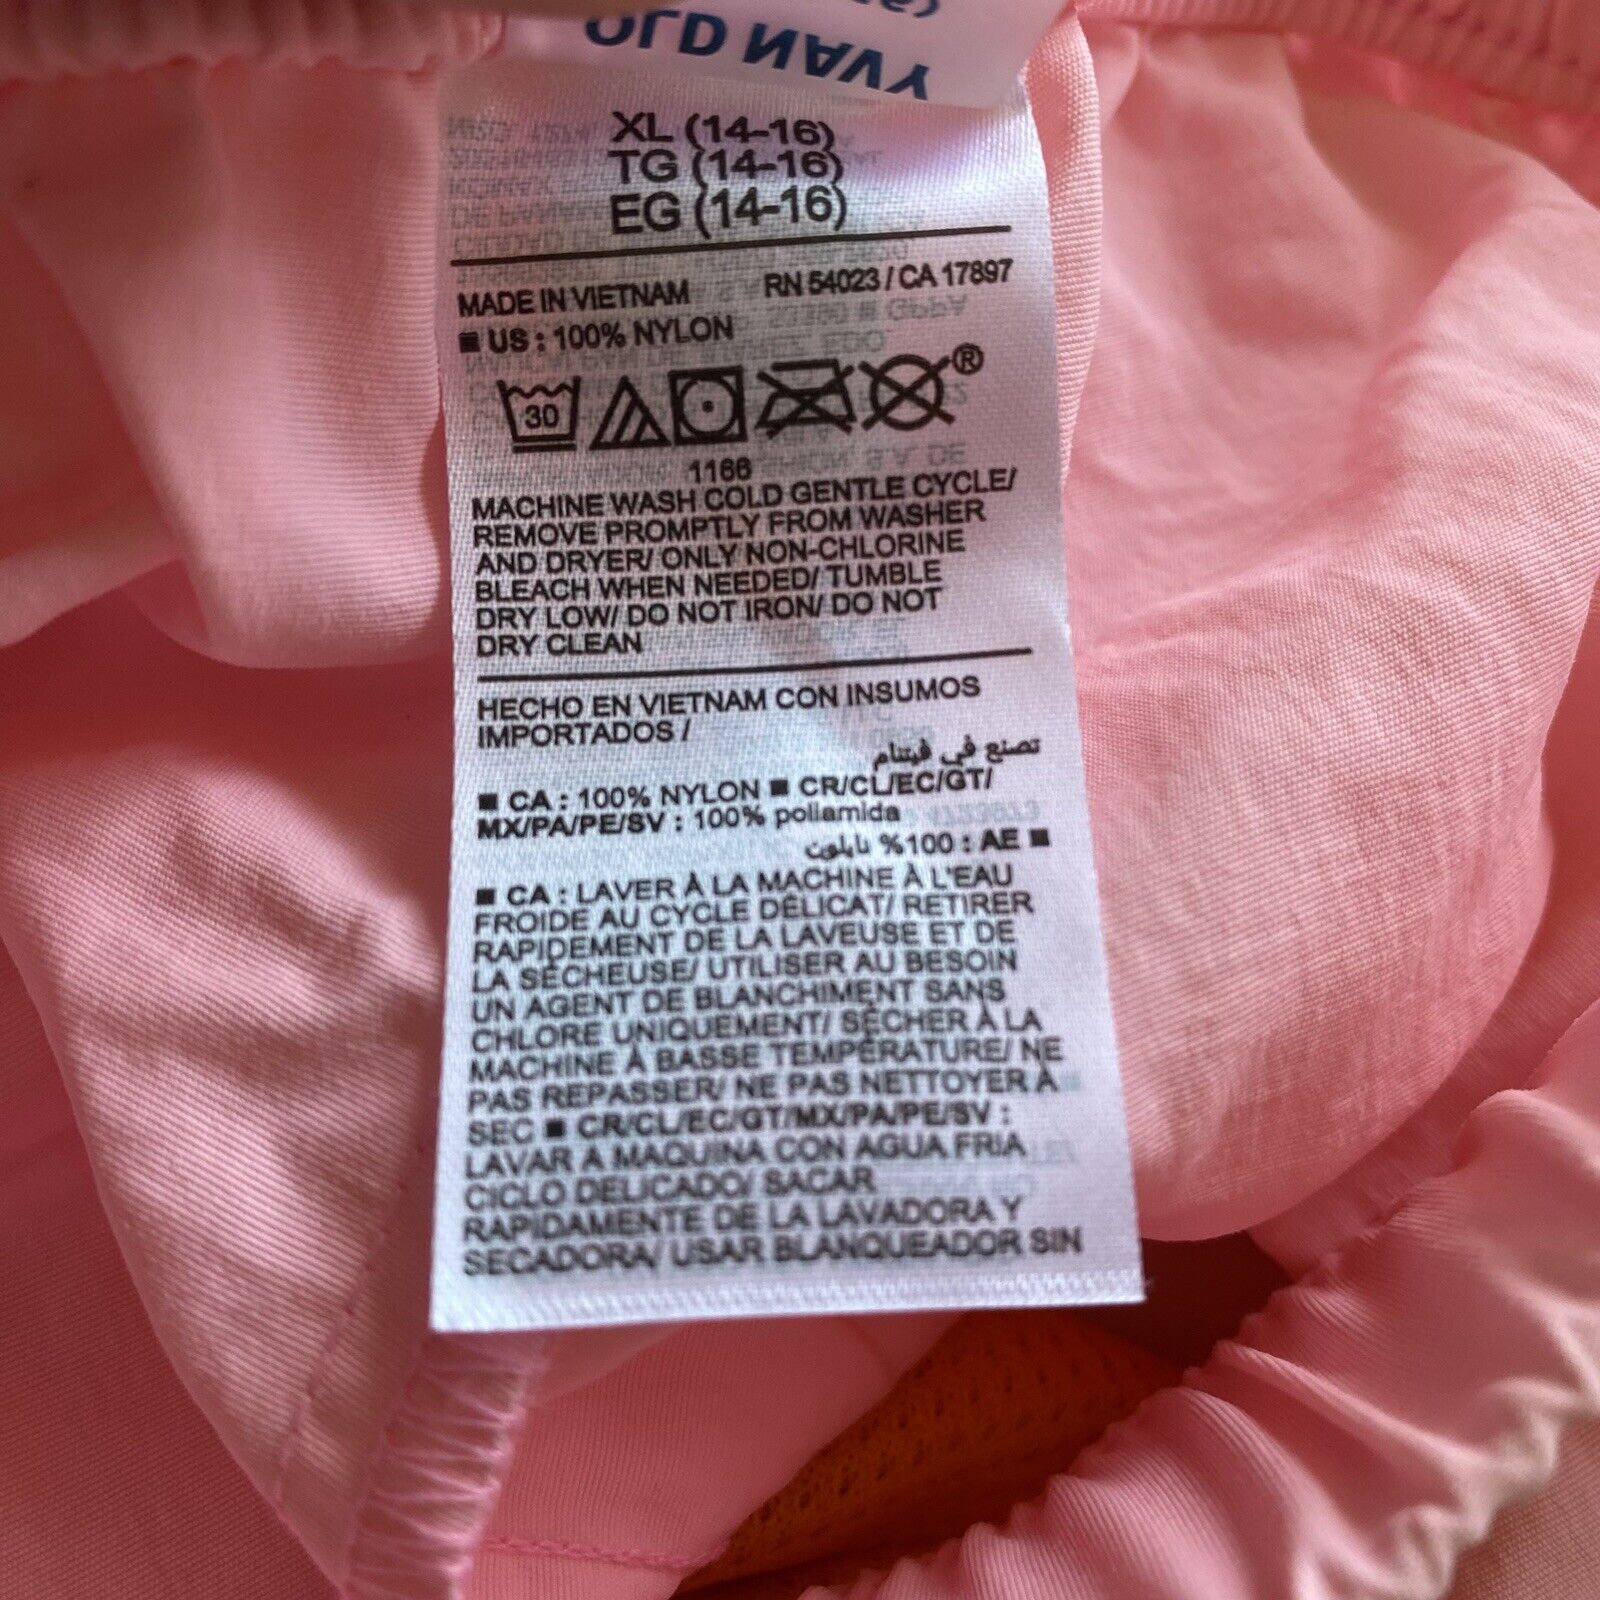 OLD NAVY
XL (14-16)
TG (14-16)
EG (14-16)
MADE IN VIETNAM RN 54023 / CA 17897
■ US : 100% NYLON
30 ®
1166
MACHINE WASH COLD GENTLE CYCLE/
REMOVE PROMPTLY FROM WASHER
AND DRYER/ ONLY NON-CHLORINE
BLEACH WHEN NEEDED/ TUMBLE
DRY LOW/ DO NOT IRON/ DO NOT
DRY CLEAN
HECHO EN VIETNAM CON INSUMOS
IMPORTADOS /
تصنع في فيتنام
■ CA : 100% NYLON ■ CR/CL/EC/GT/
MX/PA/PE/SV : 100% poliamida
■ AE : 100% نايلون
■ CA : LAVER À LA MACHINE À L'EAU
FROIDE AU CYCLE DÉLICAT/ RETIRER
RAPIDEMENT DE LA LAVEUSE ET DE
LA SÉCHEUSE/ UTILISER AU BESOIN
UN AGENT DE BLANCHIMENT SANS
CHLORE UNIQUEMENT/ SÉCHER À LA
MACHINE À BASSE TEMPÉRATURE/ NE
PAS REPASSER/ NE PAS NETTOYER À
SEC ■ CR/CL/EC/GT/MX/PA/PE/SV :
LAVAR A MAQUINA CON AGUA FRIA
CICLO DELICADO/ SACAR
RAPIDAMENTE DE LA LAVADORA Y
SECADORA/ USAR BLANQUEADOR SIN